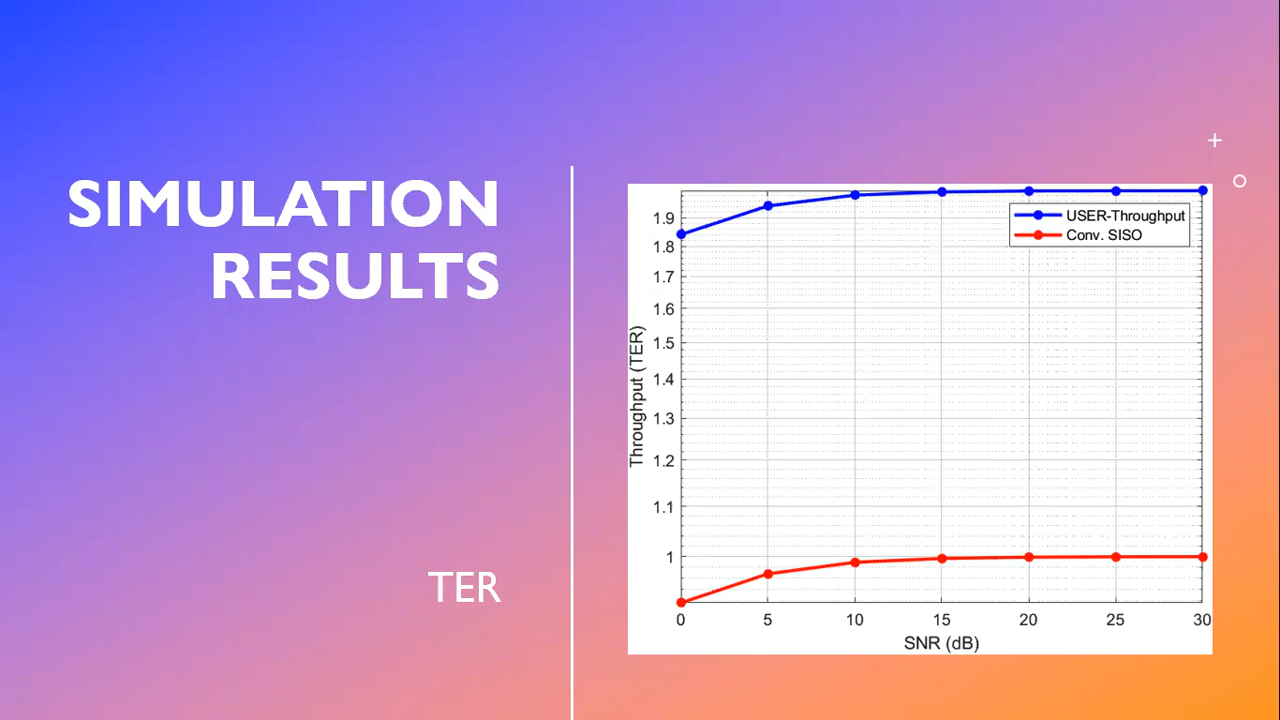 SIMULATION
RESULTS
TER
USER-Throughput
Conv. SISO
Throughput (TER)
1.9
1.8
1.7
1.6
1.5
1.4
1.3
1.2
1.1
1
0 5 10 15 20 25 30
SNR (dB)